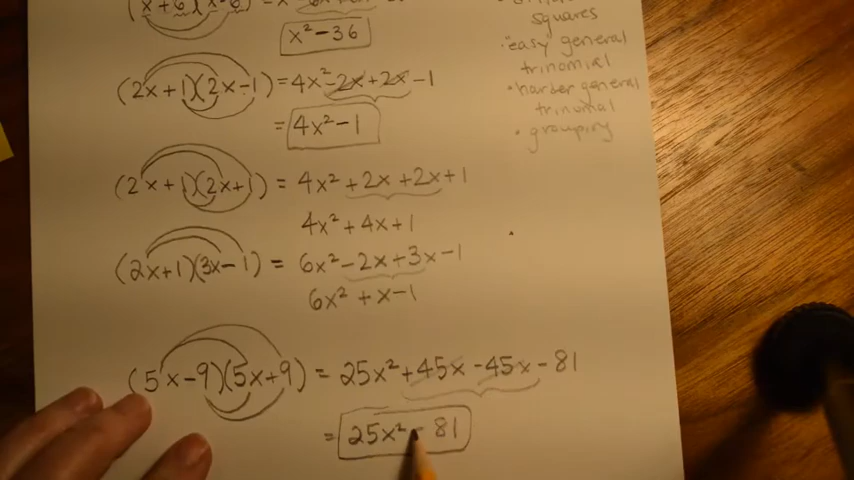 (x+6)(x-6) = x²
x²-36
(2x+1)(2x-1) = 4x²-2x+2x-1
= 4x²-1
(2x+1)(2x+1) = 4x²+2x+2x+1
4x²+4x+1
(2x+1)(3x-1) = 6x²-2x+3x-1
6x²+x-1
(5x-9)(5x+9) = 25x²+45x-45x-81
= 25x²-81
squares
• "easy general
trinomial
• harder general
trinomial
• grouping